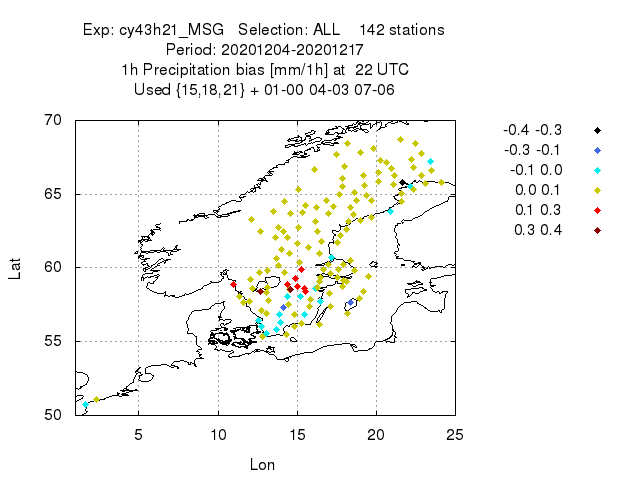 Exp: cy43h21_MSG   Selection: ALL    142 stations
Period: 20201204-20201217
1h Precipitation bias [mm/1h] at  22 UTC
Used {15,18,21} + 01-00 04-03 07-06
70
65
60
55
50
Lat
5 10 15 20 25
Lon
-0.4 -0.3
-0.3 -0.1
-0.1 0.0
0.0 0.1
0.1 0.3
0.3 0.4